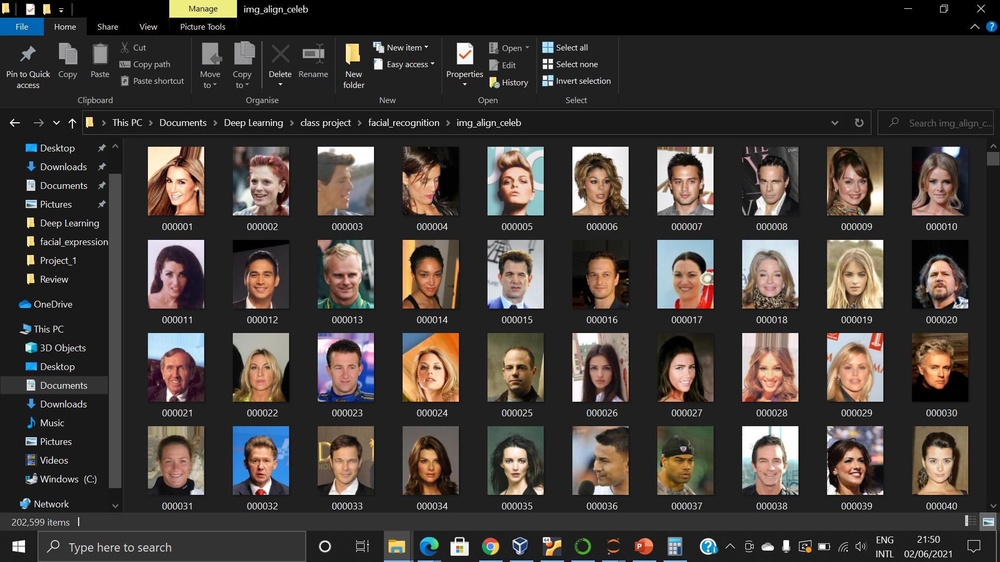 Manage
img_align_celeb
File
Home
Share
View
Picture Tools
Pin to Quick access
Copy
Paste
Cut
Copy path
Paste shortcut
Clipboard
Move to
Copy to
Delete
Rename
Organise
New folder
New item
Easy access
New
Properties
Open
Edit
History
Open
Select all
Select none
Invert selection
Select
This PC > Documents > Deep Learning > class project > facial_recognition > img_align_celeb
Search img_align_c...
Desktop
Downloads
Documents
Pictures
Deep Learning
facial_expression
Project_1
Review
OneDrive
This PC
3D Objects
Desktop
Documents
Downloads
Music
Pictures
Videos
Windows (C:)
Network
000001 000002 000003 000004 000005 000006 000007 000008 000009 000010
000011 000012 000013 000014 000015 000016 000017 000018 000019 000020
000021 000022 000023 000024 000025 000026 000027 000028 000029 000030
000031 000032 000033 000034 000035 000036 000037 000038 000039 000040
202,599 items
Type here to search
64
ENG
INTL
21:50
02/06/2021